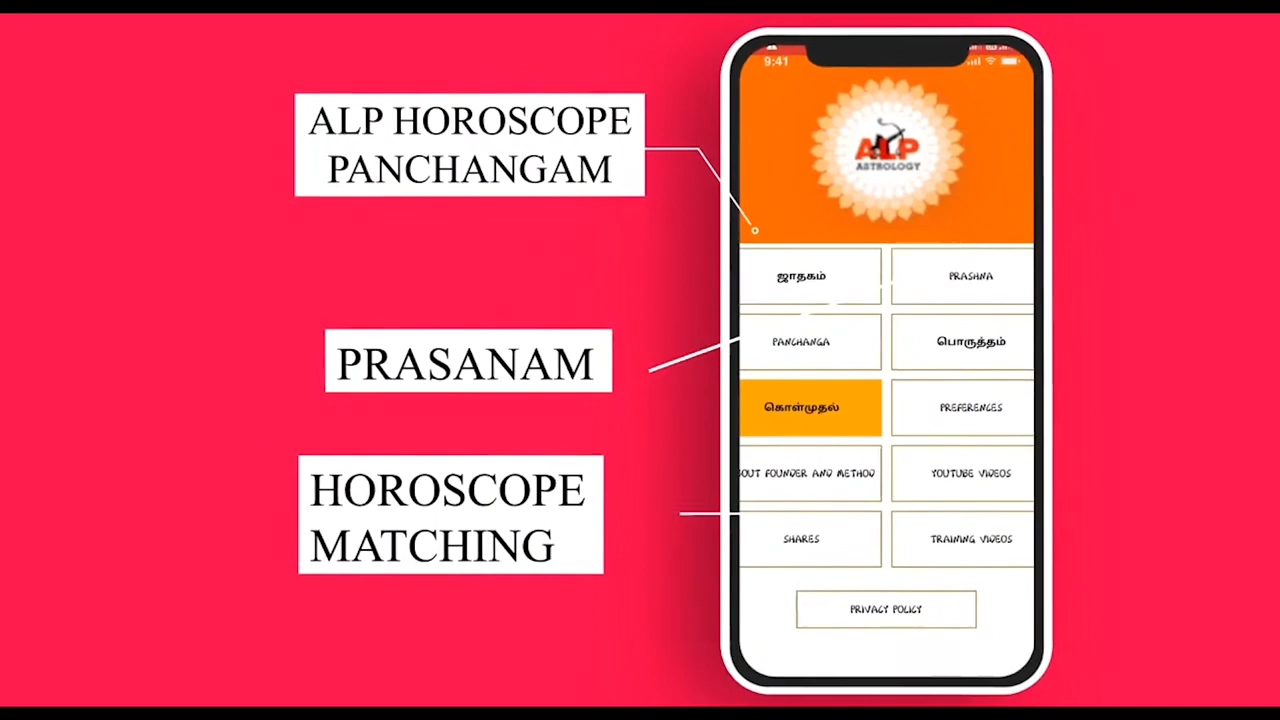 ALP HOROSCOPE
PANCHANGAM
PRASANAM
HOROSCOPE
MATCHING
9:41
ALP
ASTROLOGY
ஜாதகம்
PRASHNA
PANCHANGA
பொருத்தம்
கொள்முதல்
PREFERENCES
OUT FOUNDER AND METHOD
YOUTUBE VIDEOS
SHARES
TRAINING VIDEOS
PRIVACY POLICY